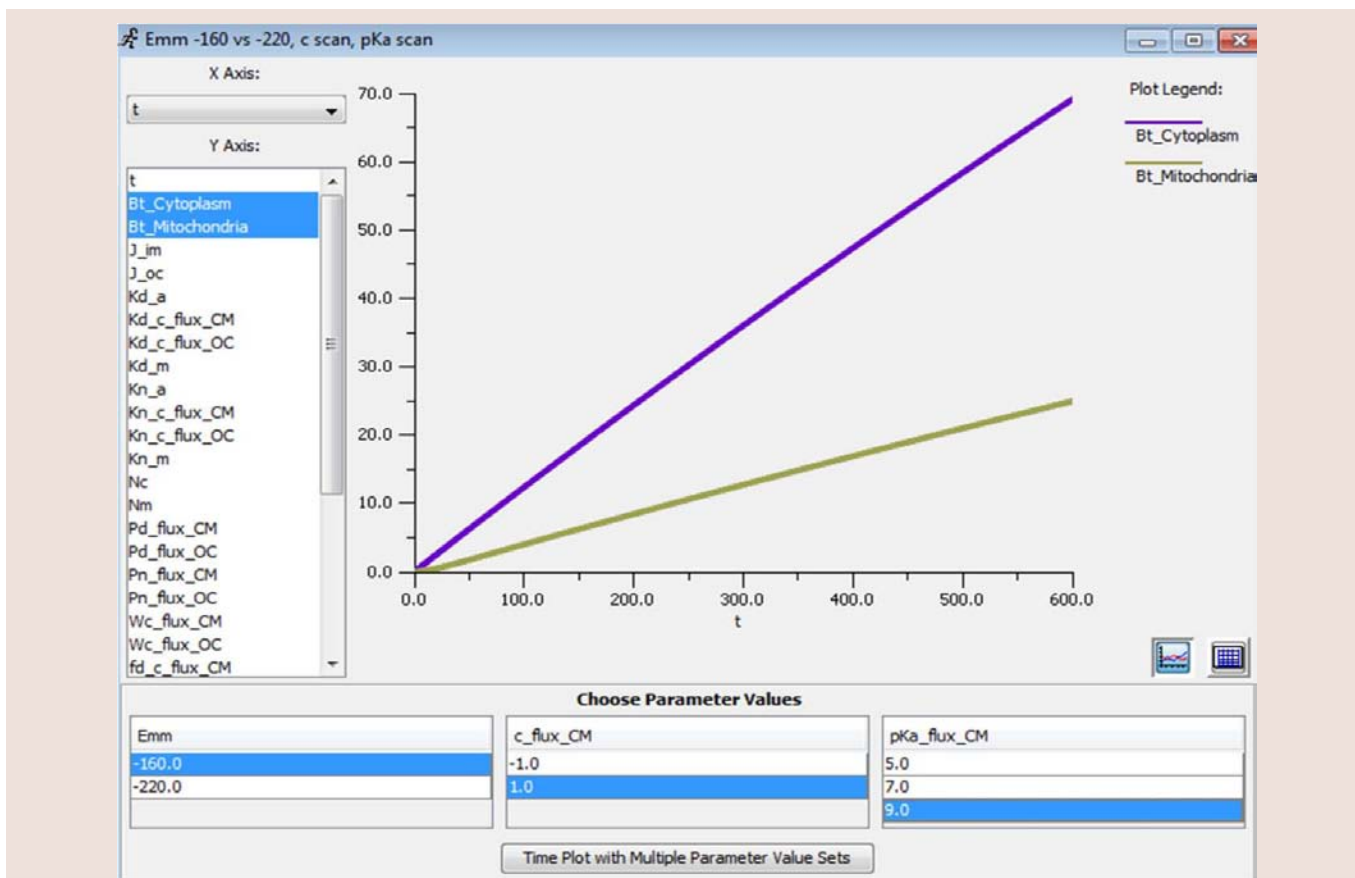 Emm -160 vs -220, c scan, pKa scan
X Axis:
t
Y Axis:
t
Bt_Cytoplasm
Bt_Mitochondria
J_im
J_oc
Kd_a
Kd_c_flux_CM
Kd_c_flux_OC
Kd_m
Kn_a
Kn_c_flux_CM
Kn_c_flux_OC
Kn_m
Nc
Nm
Pd_flux_CM
Pd_flux_OC
Pn_flux_CM
Pn_flux_OC
Wc_flux_CM
Wc_flux_OC
fd_c_flux_CM
70.0
60.0
50.0
40.0
30.0
20.0
10.0
0.0
0.0 100.0 200.0 300.0 400.0 500.0 600.0
t
Plot Legend:
Bt_Cytoplasm
Bt_Mitochondria
Choose Parameter Values
Emm c_flux_CM pKa_flux_CM
-160.0 -1.0 5.0
-220.0 1.0 7.0
9.0
Time Plot with Multiple Parameter Value Sets